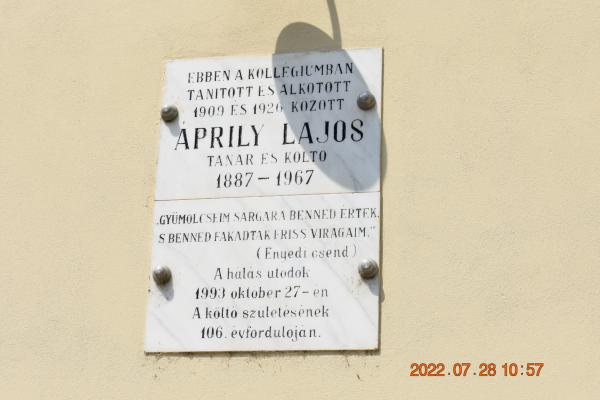 EBBEN A KOLLÉGIUMBAN
TANÍTOTT ÉS ALKOTOTT
1909 ÉS 1926 KÖZÖTT
ÁPRILY LAJOS
TANÁR ÉS KÖLTŐ
1887 – 1967
„GYÜMÖLCSEIM SÁRGÁRA BENNED ÉRTEK,
S BENNED FAKADTAK FRISS VIRÁGAIM."
(Enyedi csend)
A hálás utódok
1993 október 27-én
A költő születésének
106. évfordulóján.
2022.07.28 10:57